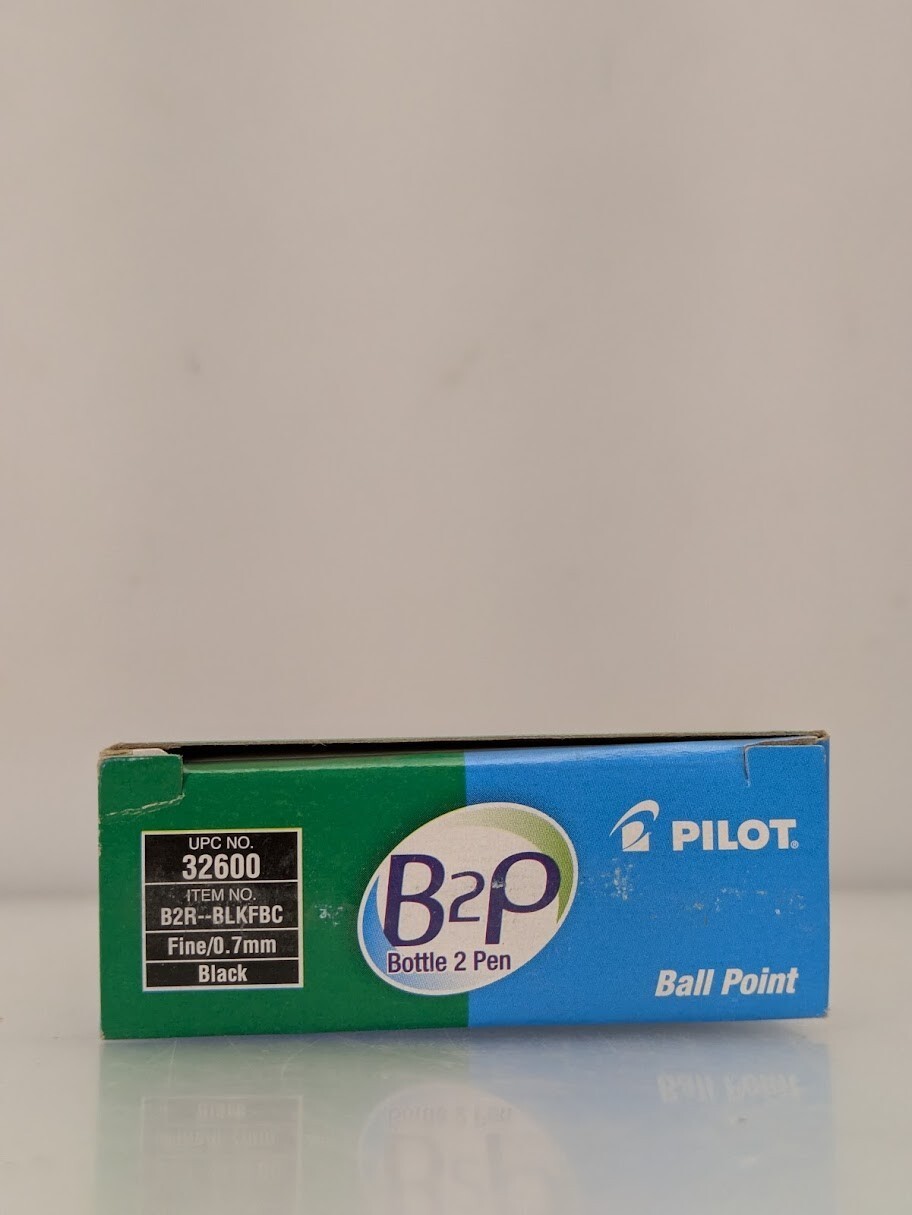 UPC NO.
32600
ITEM NO.
B2R--BLKFBC
Fine/0.7mm
Black
B2P
Bottle 2 Pen
PILOT®
Ball Point